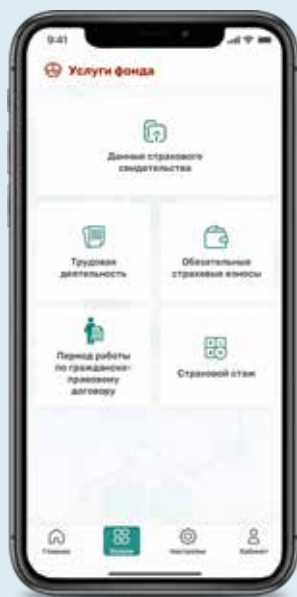 9:41
Услуги фонда
Данные страхового
свидетельства
Трудовая
деятельность
Обязательные
страховые взносы
Период работы
по гражданско-
правовому
договору
Страховой стаж
Главная
Услуги
Настройки
Кабинет